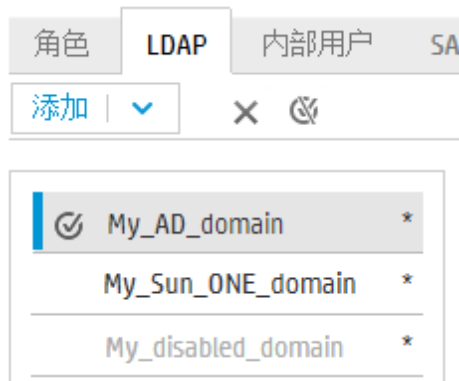 角色 LDAP 内部用户 SA
添加
My_AD_domain *
My_Sun_ONE_domain *
My_disabled_domain *